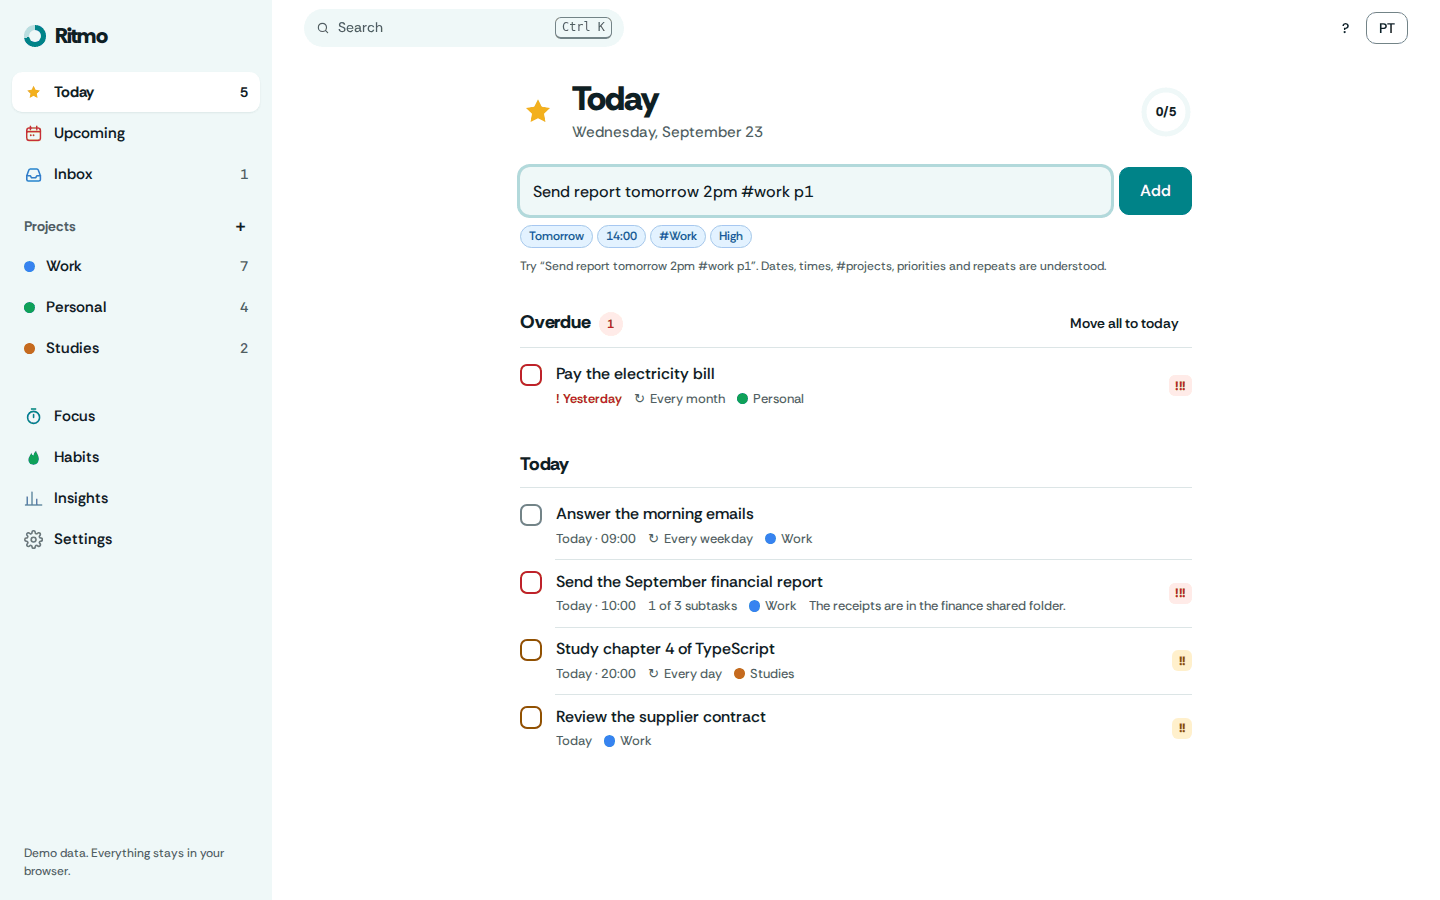 Ritmo
Search
Ctrl K
?
PT
Today 5
Upcoming
Inbox 1
Projects +
Work 7
Personal 4
Studies 2
Focus
Habits
Insights
Settings
Demo data. Everything stays in your
browser.
Today
Wednesday, September 23
0/5
Send report tomorrow 2pm #work p1
Add
Tomorrow 14:00 #Work High
Try "Send report tomorrow 2pm #work p1". Dates, times, #projects, priorities and repeats are understood.
Overdue 1
Move all to today
Pay the electricity bill
!!!
! Yesterday ↻ Every month Personal
Today
Answer the morning emails
Today · 09:00 ↻ Every weekday Work
Send the September financial report
!!!
Today · 10:00 1 of 3 subtasks Work The receipts are in the finance shared folder.
Study chapter 4 of TypeScript
!!
Today · 20:00 ↻ Every day Studies
Review the supplier contract
!!
Today Work